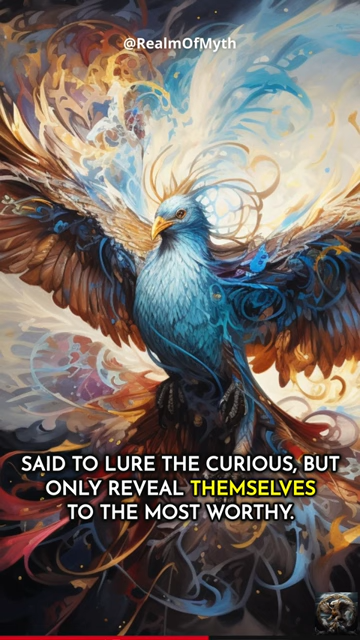 @RealmOfMyth
SAID TO LURE THE CURIOUS, BUT
ONLY REVEAL THEMSELVES
TO THE MOST WORTHY.